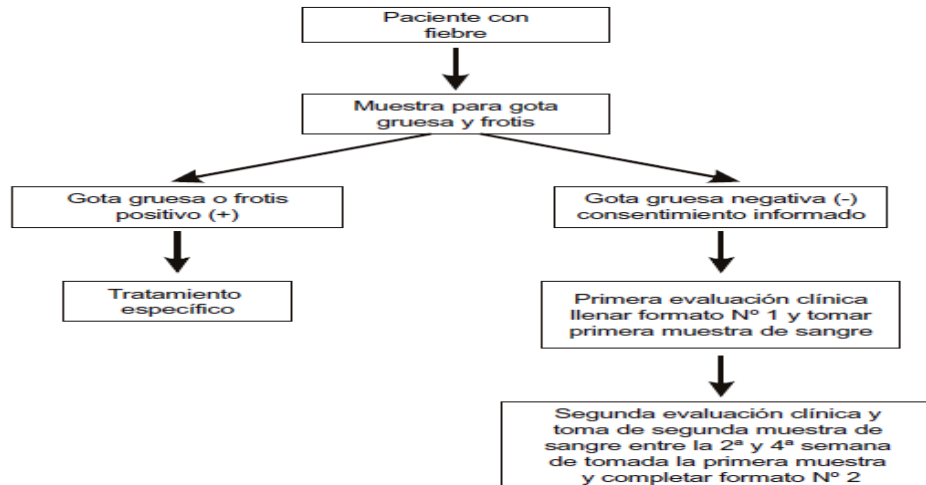 Paciente con
fiebre
Muestra para gota
gruesa y frotis
Gota gruesa o frotis
positivo (+)
Gota gruesa negativa (-)
consentimiento informado
Tratamiento
específico
Primera evaluación clínica
llenar formato Nº 1 y tomar
primera muestra de sangre
Segunda evaluación clínica y
toma de segunda muestra de
sangre entre la 2ª y 4ª semana
de tomada la primera muestra
y completar formato Nº 2